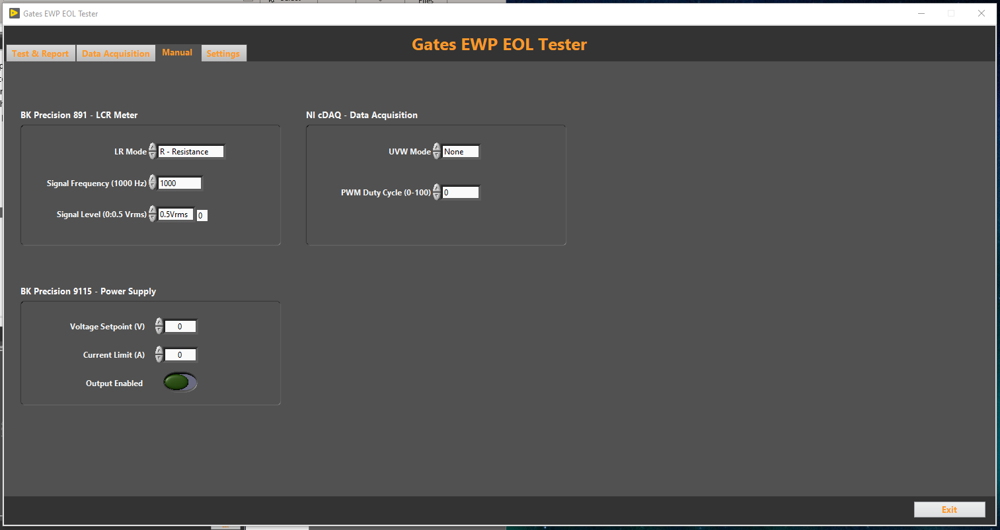 Gates EWP EOL Tester
Gates EWP EOL Tester
Test & Report
Data Acquisition
Manual
Settings
BK Precision 891 - LCR Meter
LR Mode R - Resistance
Signal Frequency (1000 Hz) 1000
Signal Level (0:0.5 Vrms) 0.5Vrms 0
NI cDAQ - Data Acquisition
UVW Mode None
PWM Duty Cycle (0-100) 0
BK Precision 9115 - Power Supply
Voltage Setpoint (V) 0
Current Limit (A) 0
Output Enabled
Exit